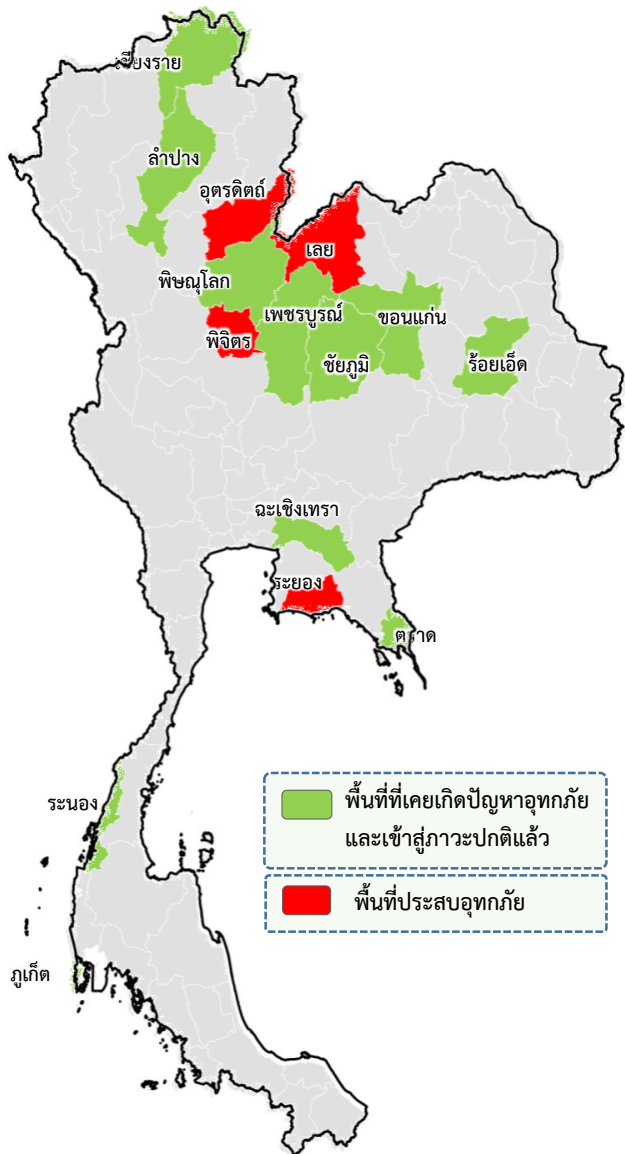 เชียงราย
ลำปาง
อุตรดิตถ์
เลย
พิษณุโลก
เพชรบูรณ์
ขอนแก่น
พิจิตร
ชัยภูมิ
ร้อยเอ็ด
ฉะเชิงเทรา
ระยอง
ตราด
ระนอง
พื้นที่ที่เคยเกิดปัญหาอุทกภัย
และเข้าสู่ภาวะปกติแล้ว
พื้นที่ประสบอุทกภัย
ภูเก็ต